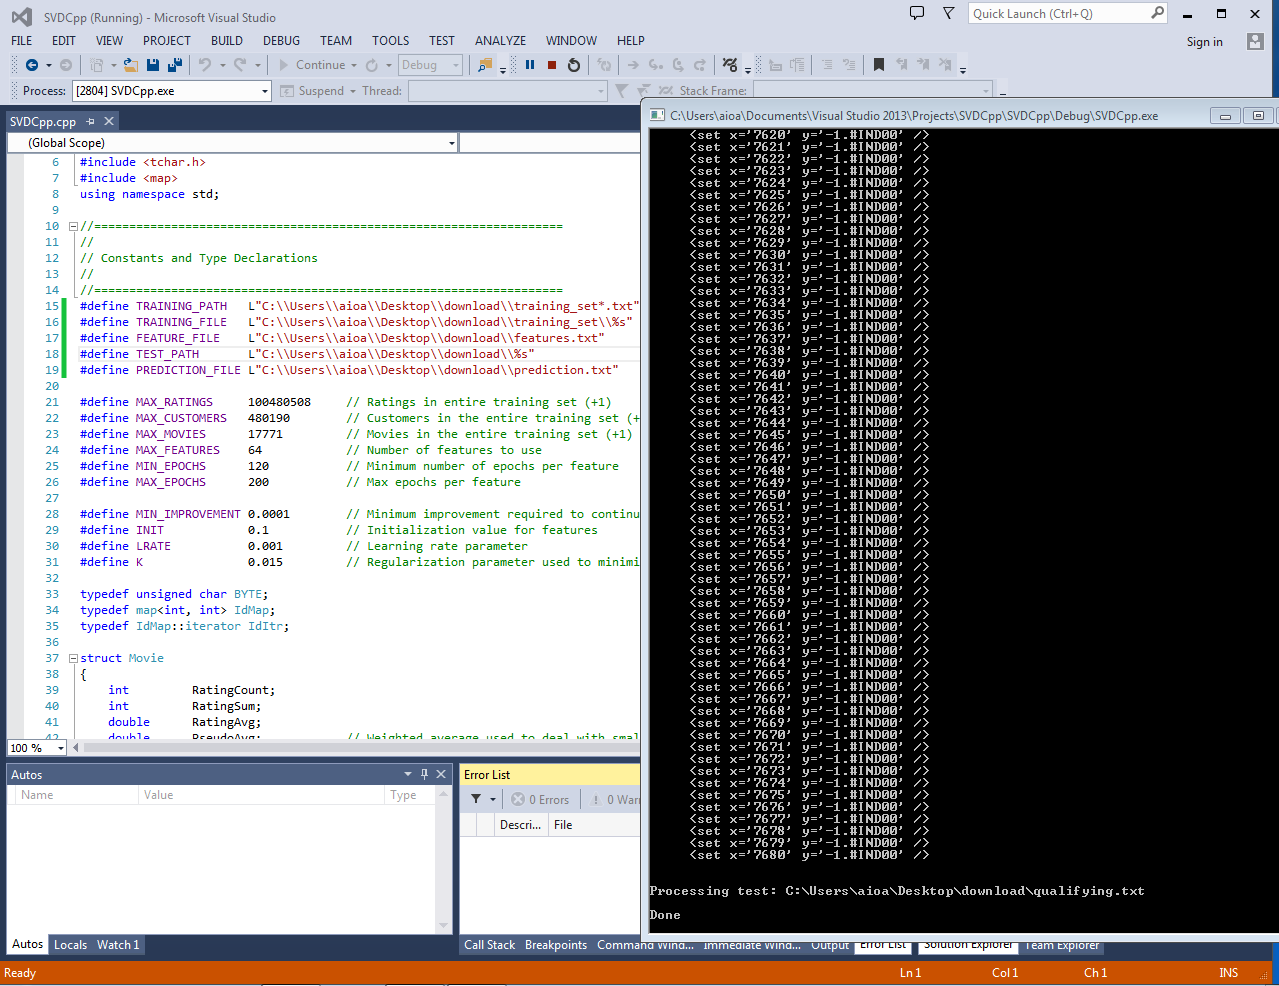 SVDCpp (Running) - Microsoft Visual Studio
Quick Launch (Ctrl+Q)
FILE EDIT VIEW PROJECT BUILD DEBUG TEAM TOOLS TEST ANALYZE WINDOW HELP
Sign in
Continue Debug
Process: [2804] SVDCpp.exe Suspend Thread: Stack Frame:
SVDCpp.cpp
(Global Scope)
6 #include <tchar.h>
7 #include <map>
8 using namespace std;
9
10 //===================================================================
11 //
12 // Constants and Type Declarations
13 //
14 //===================================================================
15 #define TRAINING_PATH L"C:\\Users\\aioa\\Desktop\\download\\training_set*.txt"
16 #define TRAINING_FILE L"C:\\Users\\aioa\\Desktop\\download\\training_set\\%s"
17 #define FEATURE_FILE L"C:\\Users\\aioa\\Desktop\\download\\features.txt"
18 #define TEST_PATH L"C:\\Users\\aioa\\Desktop\\download\\%s"
19 #define PREDICTION_FILE L"C:\\Users\\aioa\\Desktop\\download\\prediction.txt"
20
21 #define MAX_RATINGS 100480508 // Ratings in entire training set (+1)
22 #define MAX_CUSTOMERS 480190 // Customers in the entire training set (+
23 #define MAX_MOVIES 17771 // Movies in the entire training set (+1)
24 #define MAX_FEATURES 64 // Number of features to use
25 #define MIN_EPOCHS 120 // Minimum number of epochs per feature
26 #define MAX_EPOCHS 200 // Max epochs per feature
27
28 #define MIN_IMPROVEMENT 0.0001 // Minimum improvement required to continu
29 #define INIT 0.1 // Initialization value for features
30 #define LRATE 0.001 // Learning rate parameter
31 #define K 0.015 // Regularization parameter used to minimi
32
33 typedef unsigned char BYTE;
34 typedef map<int, int> IdMap;
35 typedef IdMap::iterator IdItr;
36
37 struct Movie
38 {
39 int RatingCount;
40 int RatingSum;
41 double RatingAvg;
42 double PseudoAvg; // Weighted average used to deal with smal
100 %
Autos
Name Value Type
Autos Locals Watch 1
Error List
0 Errors 0 War
Descri... File
Call Stack Breakpoints Command Wind... Immediate Wind... Output Error List Solution Explorer Team Explorer
Ready Ln 1 Col 1 Ch 1 INS
C:\Users\aioa\Documents\Visual Studio 2013\Projects\SVDCpp\SVDCpp\Debug\SVDCpp.exe
<set x='7620' y='-1.#IND00' />
<set x='7621' y='-1.#IND00' />
<set x='7622' y='-1.#IND00' />
<set x='7623' y='-1.#IND00' />
<set x='7624' y='-1.#IND00' />
<set x='7625' y='-1.#IND00' />
<set x='7626' y='-1.#IND00' />
<set x='7627' y='-1.#IND00' />
<set x='7628' y='-1.#IND00' />
<set x='7629' y='-1.#IND00' />
<set x='7630' y='-1.#IND00' />
<set x='7631' y='-1.#IND00' />
<set x='7632' y='-1.#IND00' />
<set x='7633' y='-1.#IND00' />
<set x='7634' y='-1.#IND00' />
<set x='7635' y='-1.#IND00' />
<set x='7636' y='-1.#IND00' />
<set x='7637' y='-1.#IND00' />
<set x='7638' y='-1.#IND00' />
<set x='7639' y='-1.#IND00' />
<set x='7640' y='-1.#IND00' />
<set x='7641' y='-1.#IND00' />
<set x='7642' y='-1.#IND00' />
<set x='7643' y='-1.#IND00' />
<set x='7644' y='-1.#IND00' />
<set x='7645' y='-1.#IND00' />
<set x='7646' y='-1.#IND00' />
<set x='7647' y='-1.#IND00' />
<set x='7648' y='-1.#IND00' />
<set x='7649' y='-1.#IND00' />
<set x='7650' y='-1.#IND00' />
<set x='7651' y='-1.#IND00' />
<set x='7652' y='-1.#IND00' />
<set x='7653' y='-1.#IND00' />
<set x='7654' y='-1.#IND00' />
<set x='7655' y='-1.#IND00' />
<set x='7656' y='-1.#IND00' />
<set x='7657' y='-1.#IND00' />
<set x='7658' y='-1.#IND00' />
<set x='7659' y='-1.#IND00' />
<set x='7660' y='-1.#IND00' />
<set x='7661' y='-1.#IND00' />
<set x='7662' y='-1.#IND00' />
<set x='7663' y='-1.#IND00' />
<set x='7664' y='-1.#IND00' />
<set x='7665' y='-1.#IND00' />
<set x='7666' y='-1.#IND00' />
<set x='7667' y='-1.#IND00' />
<set x='7668' y='-1.#IND00' />
<set x='7669' y='-1.#IND00' />
<set x='7670' y='-1.#IND00' />
<set x='7671' y='-1.#IND00' />
<set x='7672' y='-1.#IND00' />
<set x='7673' y='-1.#IND00' />
<set x='7674' y='-1.#IND00' />
<set x='7675' y='-1.#IND00' />
<set x='7676' y='-1.#IND00' />
<set x='7677' y='-1.#IND00' />
<set x='7678' y='-1.#IND00' />
<set x='7679' y='-1.#IND00' />
<set x='7680' y='-1.#IND00' />
Processing test: C:\Users\aioa\Desktop\download\qualifying.txt
Done